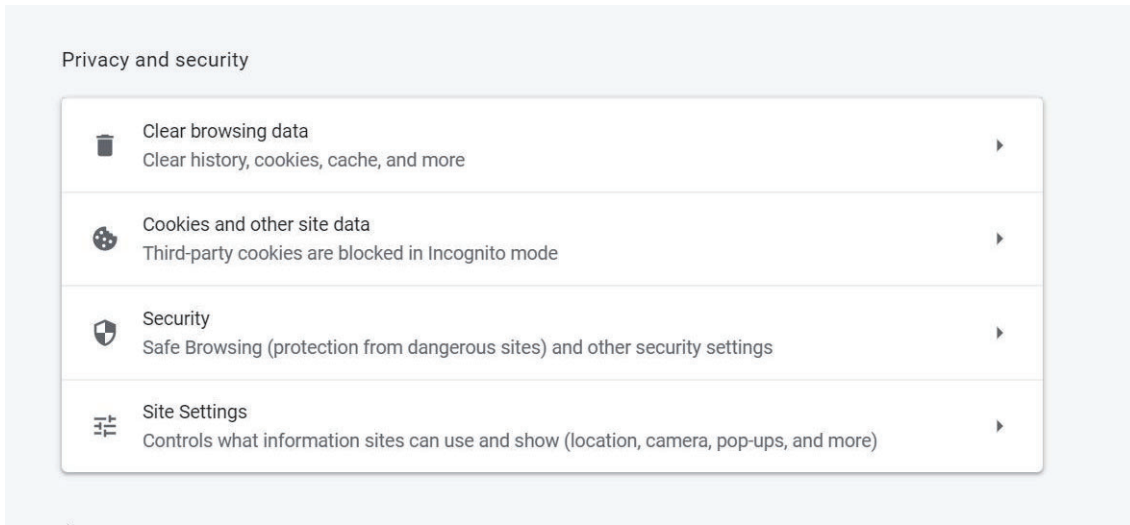 Privacy and security
Clear browsing data
Clear history, cookies, cache, and more
Cookies and other site data
Third-party cookies are blocked in Incognito mode
Security
Safe Browsing (protection from dangerous sites) and other security settings
Site Settings
Controls what information sites can use and show (location, camera, pop-ups, and more)